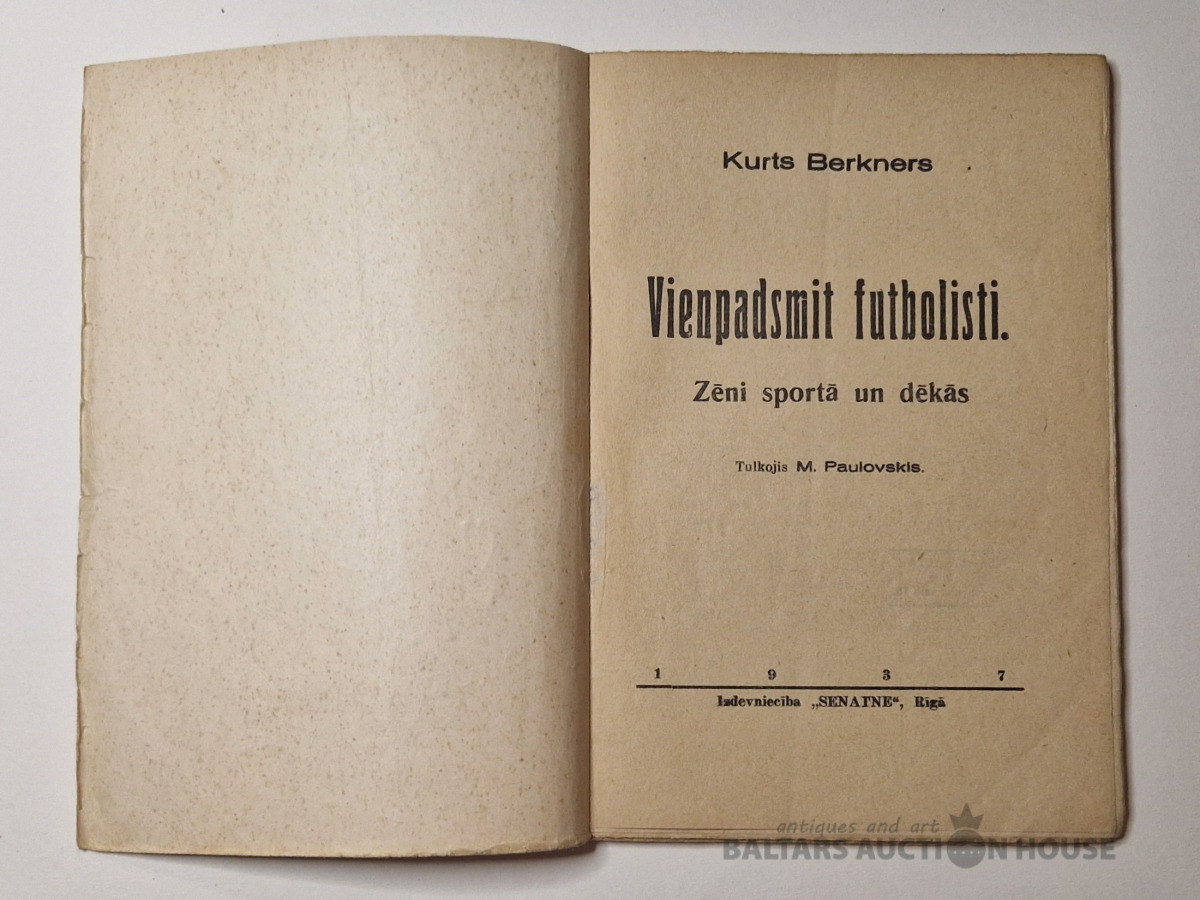 Kurts Berkners
Vienpadsmit futbolisti.
Zēni sportā un dēkās
Tulkojis M. Paulovskis.
1 9 3 7
Izdevniecība „SENATNE“, Rīgā
antiques and art
BALTARS AUCTION HOUSE